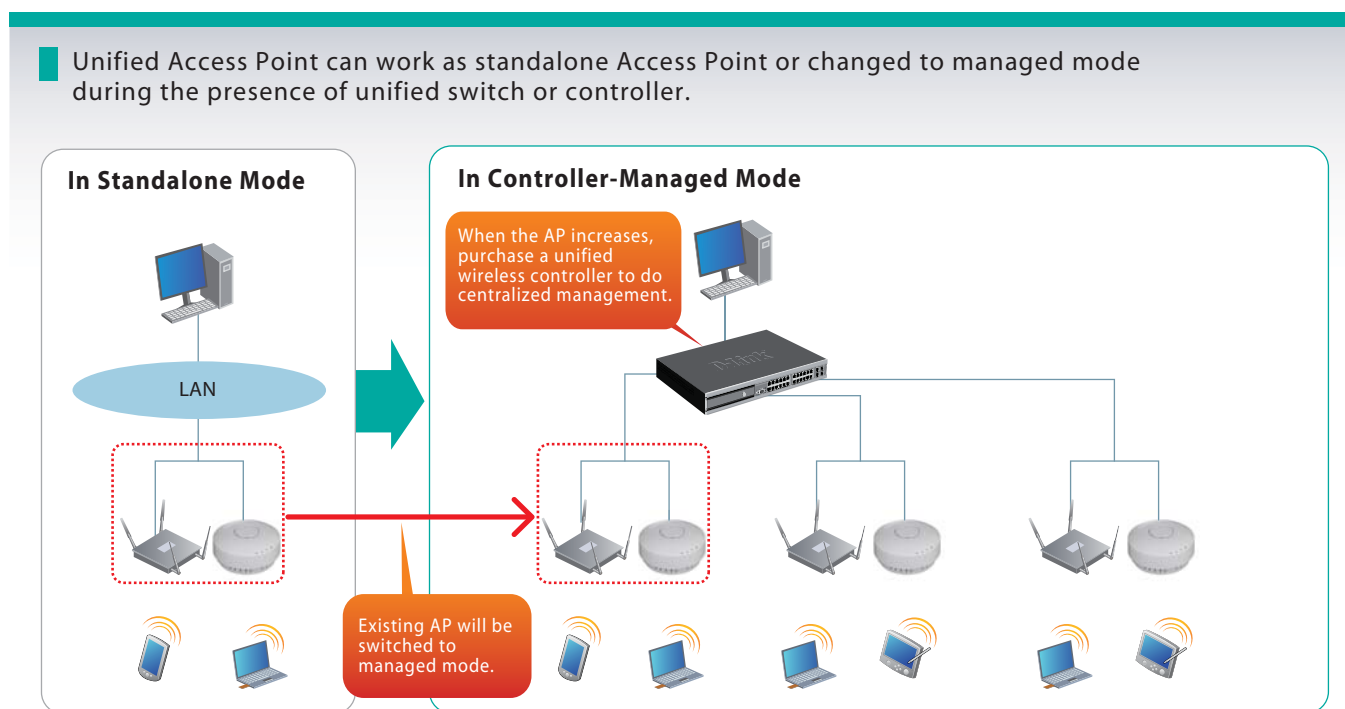 Unified Access Point can work as standalone Access Point or changed to managed mode
during the presence of unified switch or controller.
In Standalone Mode
In Controller-Managed Mode
When the AP increases,
purchase a unified
wireless controller to do
centralized management.
D-Link
LAN
Existing AP will be
switched to
managed mode.